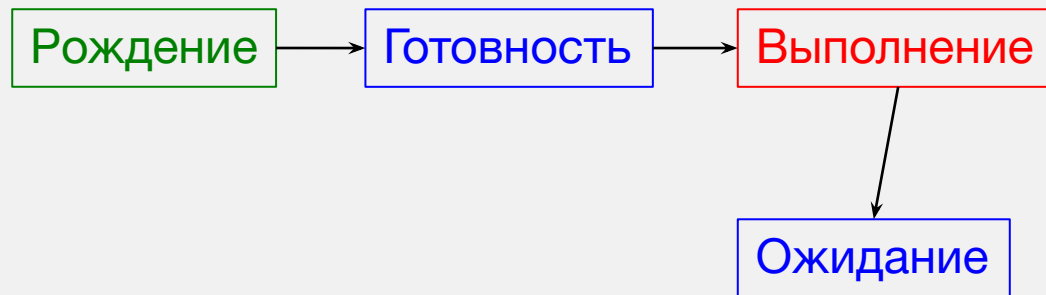 Рождение
Готовность
Выполнение
Ожидание